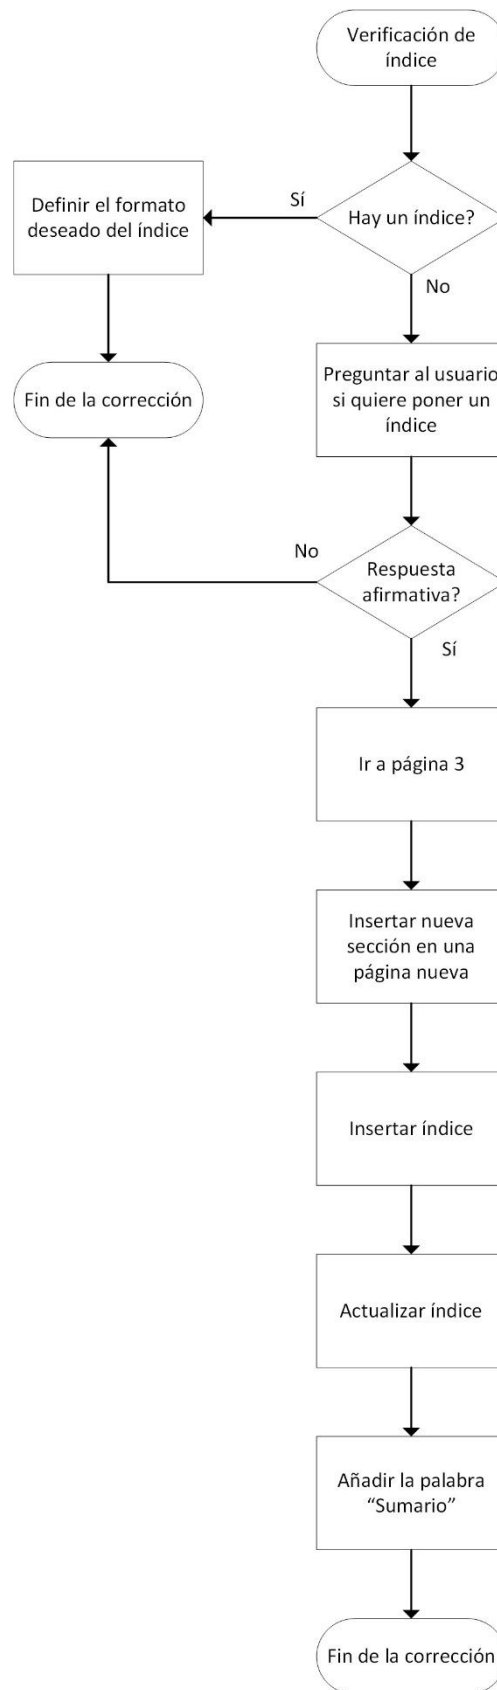 Verificación de
índice
Hay un índice?
Sí
Definir el formato
deseado del índice
No
Fin de la corrección
Preguntar al usuario
si quiere poner un
índice
No
Respuesta
afirmativa?
Sí
Ir a página 3
Insertar nueva
sección en una
página nueva
Insertar índice
Actualizar índice
Añadir la palabra
“Sumario”
Fin de la corrección